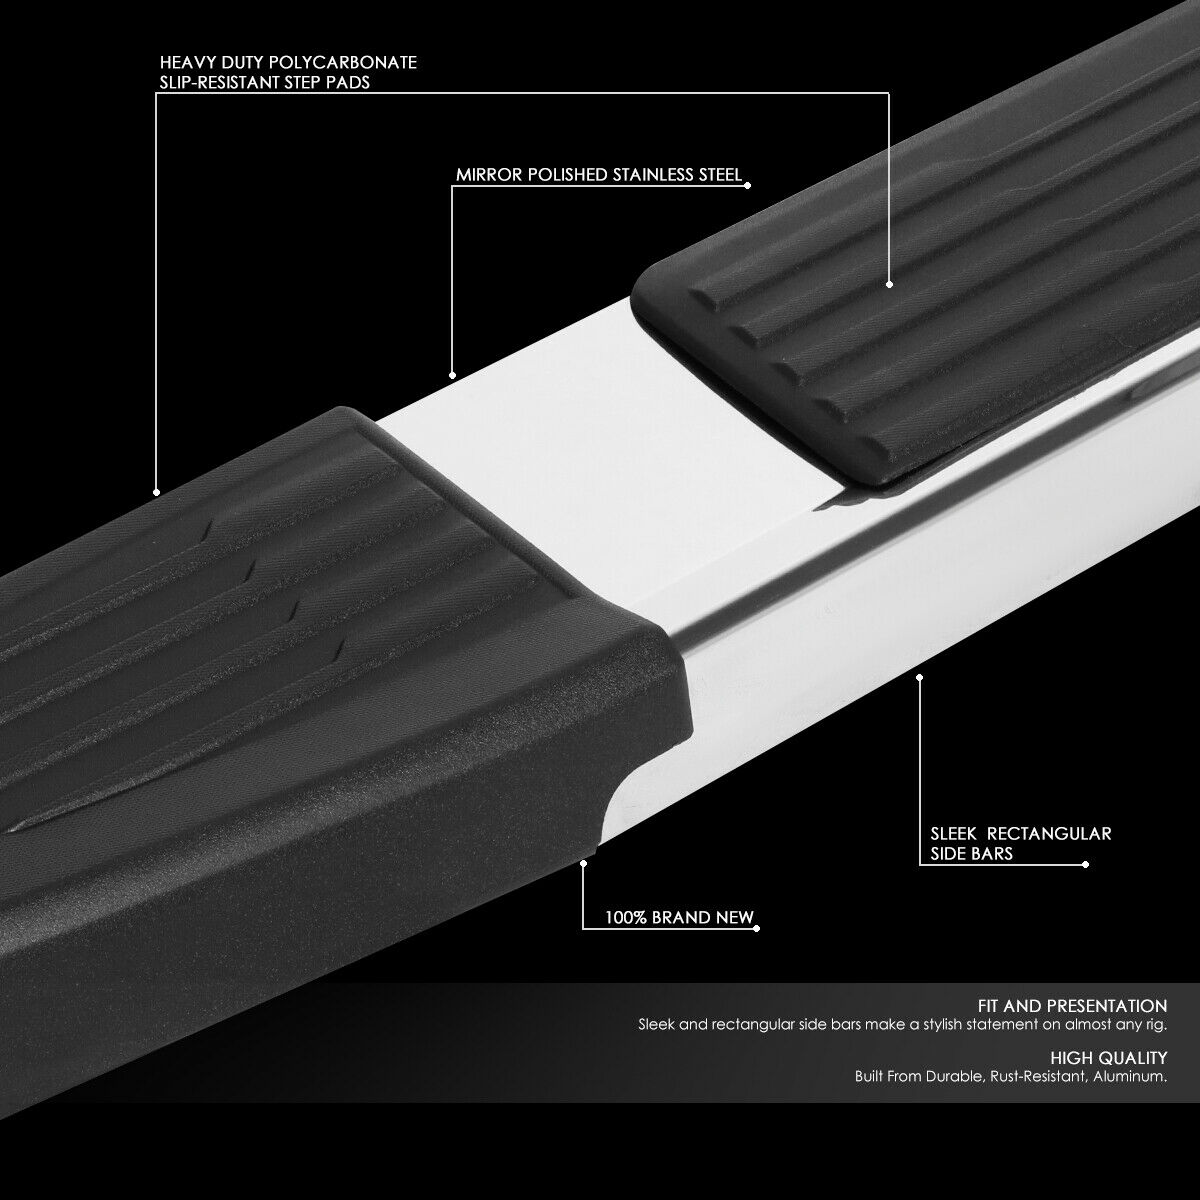 HEAVY DUTY POLYCARBONATE
SLIP-RESISTANT STEP PADS
MIRROR POLISHED STAINLESS STEEL
SLEEK RECTANGULAR
SIDE BARS
100% BRAND NEW
FIT AND PRESENTATION
Sleek and rectangular side bars make a stylish statement on almost any rig.
HIGH QUALITY
Built From Durable, Rust-Resistant, Aluminum.